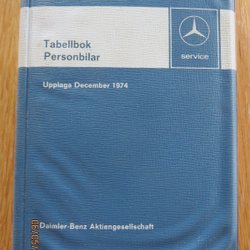 Tabellbok
Personbilar
service
Upplaga December 1974
Daimler-Benz Aktiengesellschaft